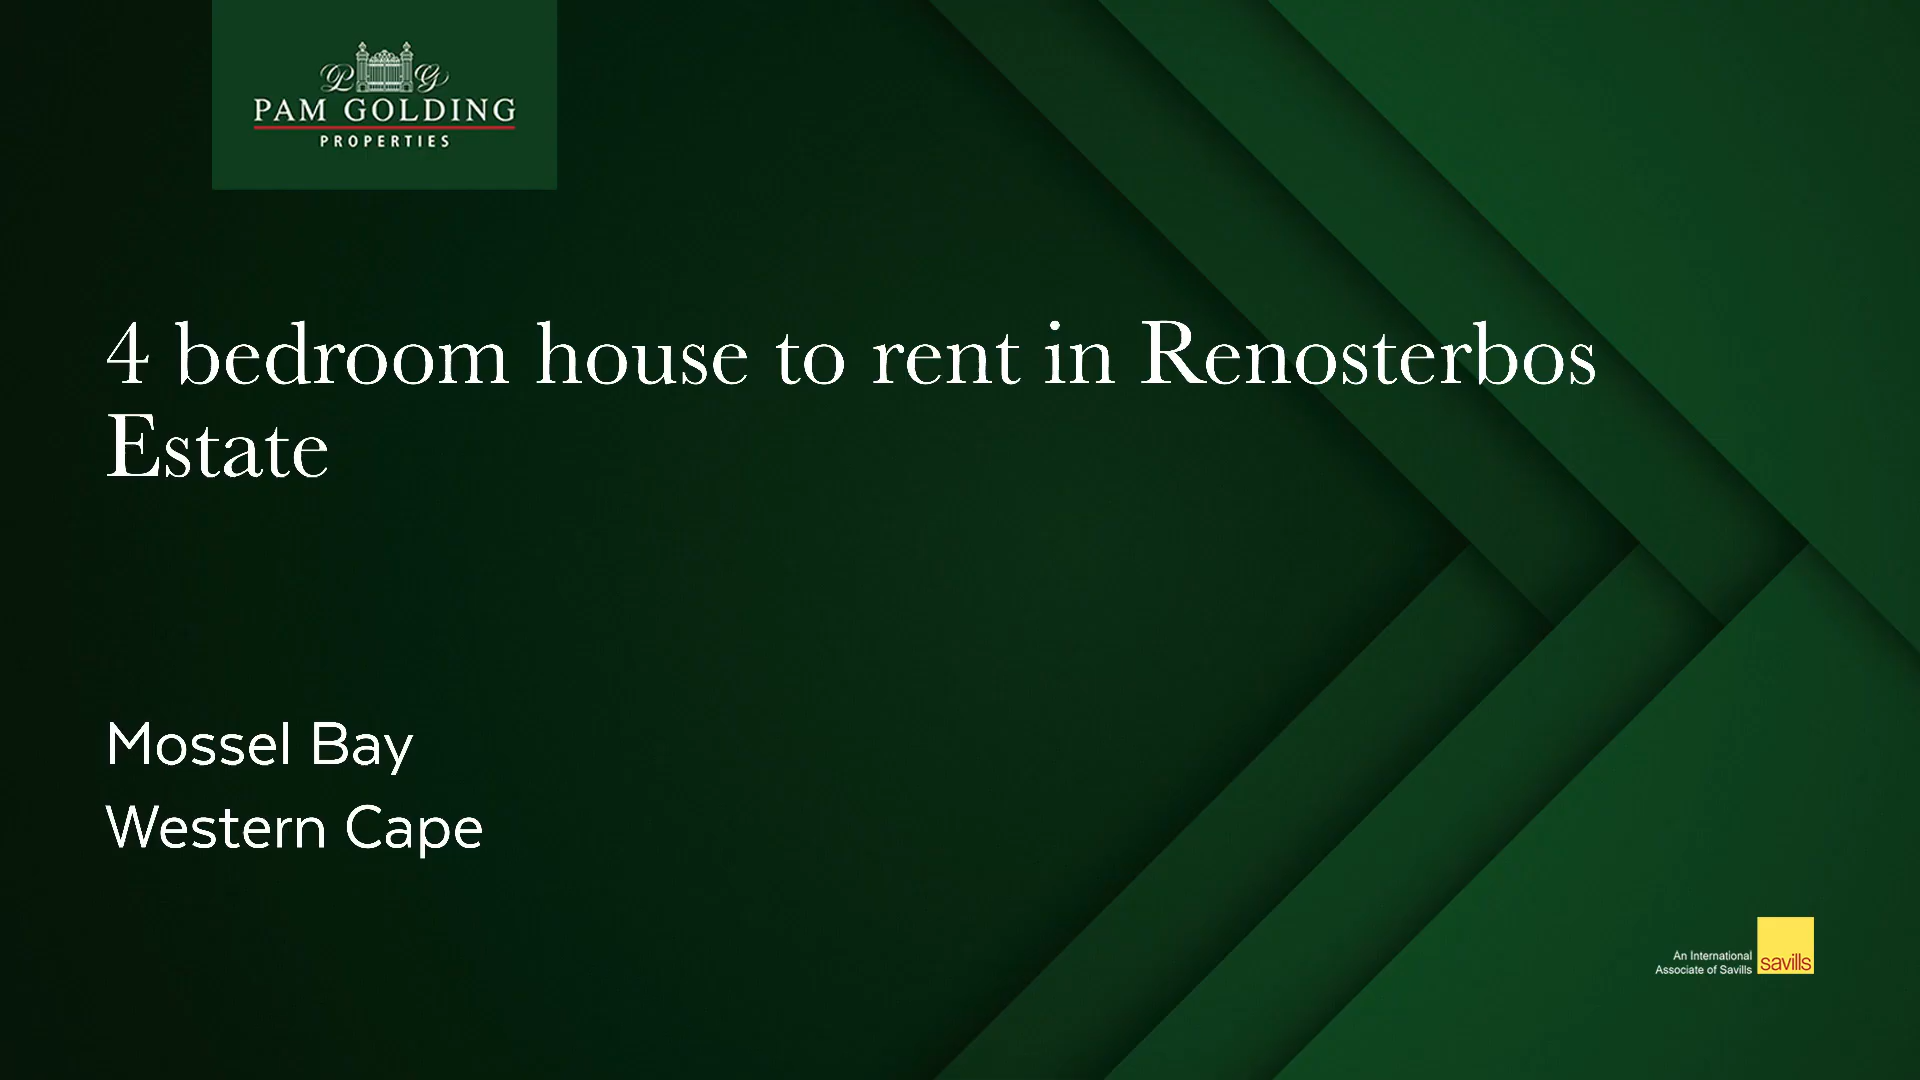 PG
PAM GOLDING
PROPERTIES
4 bedroom house to rent in Renosterbos
Estate
Mossel Bay
Western Cape
An International
Associate of Savills
savills